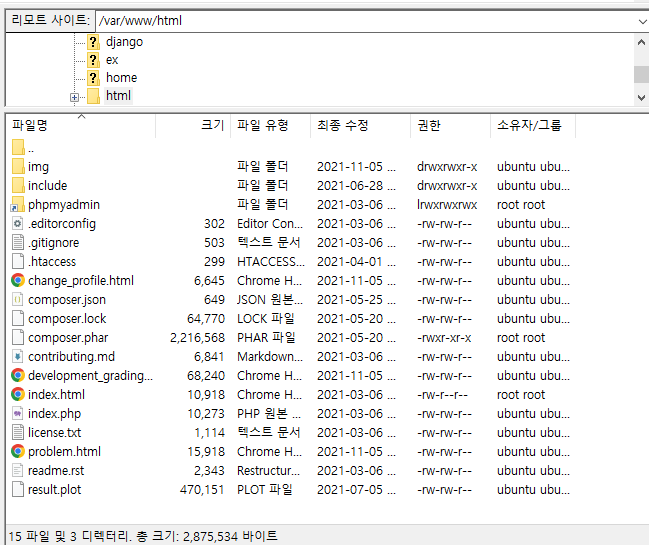 리모트 사이트: /var/www/html
django
ex
home
html
파일명 크기 파일 유형 최종 수정 권한 소유자/그룹
..
img 파일 폴더 2021-11-05 ... drwxrwxr-x ubuntu ubu...
include 파일 폴더 2021-06-28 ... drwxrwxr-x ubuntu ubu...
phpmyadmin 파일 폴더 2021-03-06 ... lrwxrwxrwx root root
.editorconfig 302 Editor Con... 2021-03-06 ... -rw-rw-r-- ubuntu ubu...
.gitignore 503 텍스트 문서 2021-03-06 ... -rw-rw-r-- ubuntu ubu...
.htaccess 299 HTACCESS... 2021-04-01 ... -rw-rw-r-- ubuntu ubu...
change_profile.html 6,645 Chrome H... 2021-11-05 ... -rw-rw-r-- ubuntu ubu...
composer.json 649 JSON 원본... 2021-05-25 ... -rw-rw-r-- ubuntu ubu...
composer.lock 64,770 LOCK 파일 2021-05-20 ... -rw-rw-r-- ubuntu ubu...
composer.phar 2,216,568 PHAR 파일 2021-05-20 ... -rwxr-xr-x root root
contributing.md 6,841 Markdown... 2021-03-06 ... -rw-rw-r-- ubuntu ubu...
development_grading... 68,240 Chrome H... 2021-11-05 ... -rw-rw-r-- ubuntu ubu...
index.html 10,918 Chrome H... 2021-03-06 ... -rw-r--r-- root root
index.php 10,273 PHP 원본 ... 2021-03-06 ... -rw-rw-r-- ubuntu ubu...
license.txt 1,114 텍스트 문서 2021-03-06 ... -rw-rw-r-- ubuntu ubu...
problem.html 15,918 Chrome H... 2021-11-05 ... -rw-rw-r-- ubuntu ubu...
readme.rst 2,343 Restructur... 2021-03-06 ... -rw-rw-r-- ubuntu ubu...
result.plot 470,151 PLOT 파일 2021-07-05 ... -rw-rw-r-- ubuntu ubu...
15 파일 및 3 디렉터리. 총 크기: 2,875,534 바이트